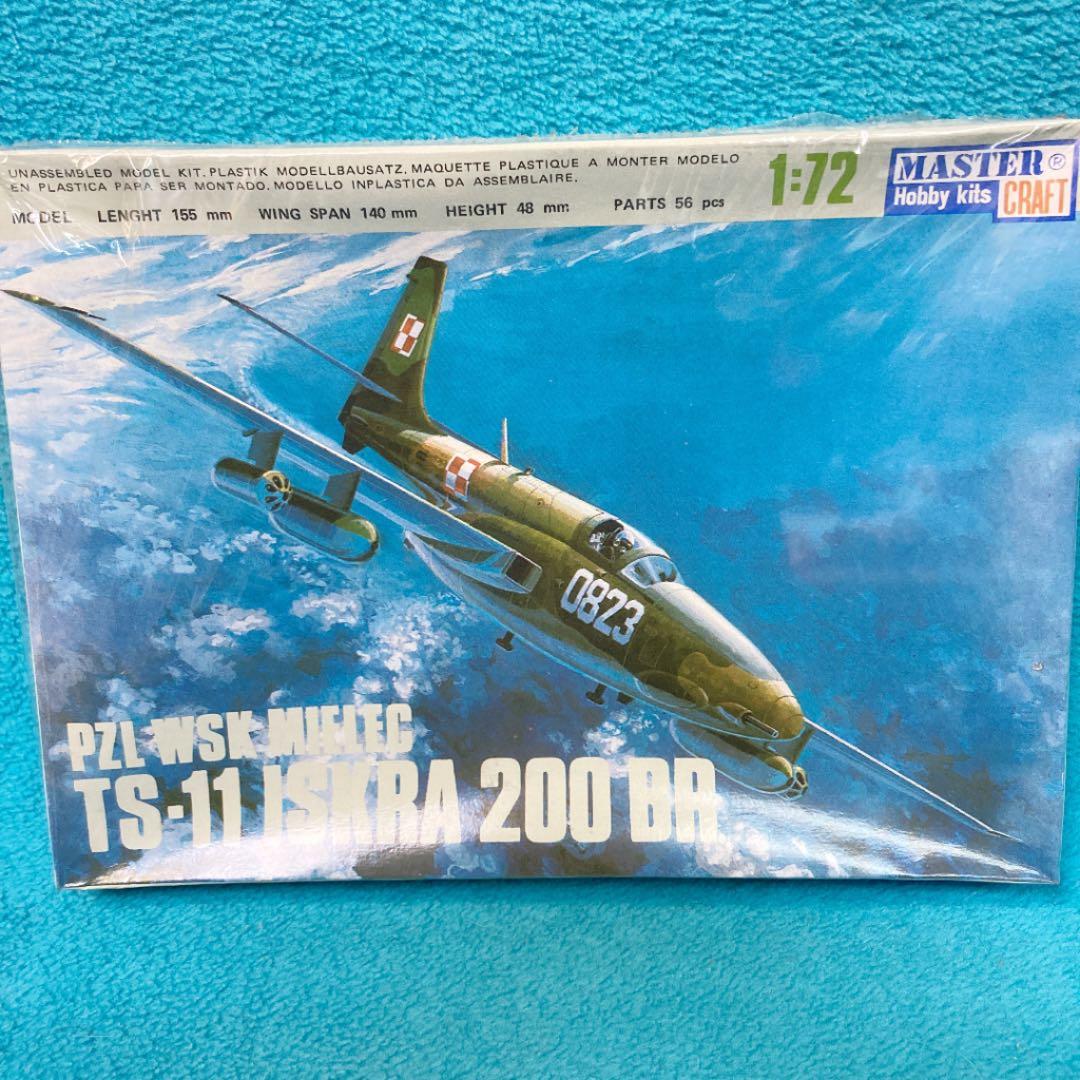 UNASSEMBLED MODEL KIT. PLASTIK MODELLBAUSATZ. MAQUETTE PLASTIQUE A MONTER MODELO
EN PLASTICA PARA SER MONTADO. MODELLO INPLASTICA DA ASSEMBLAIRE.
MODEL LENGHT 155 mm WING SPAN 140 mm HEIGHT 48 mm PARTS 56 pcs
1:72
MASTER ®
Hobby kits CRAFT
0823
PZL WSK MIELEC
TS-11 ISKRA 200 BR